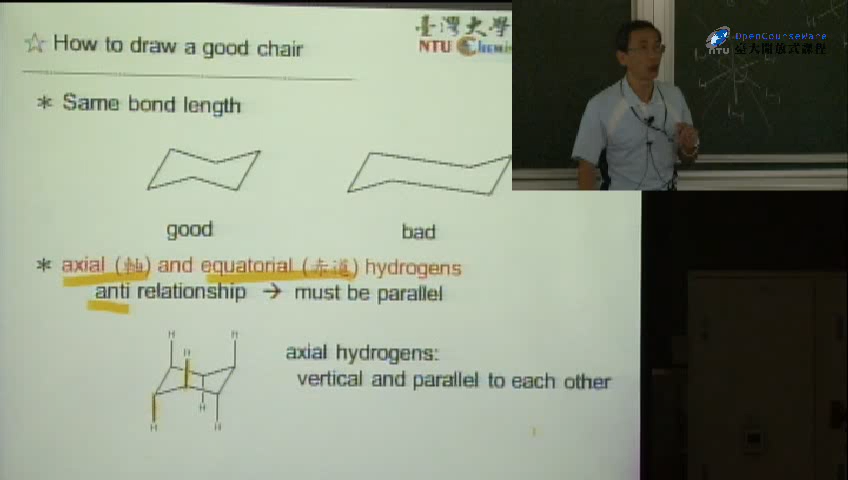 ☆ How to draw a good chair
臺灣大學
NTU Chemis
OpenCourseWare
NTU 臺大開放式課程
* Same bond length
good
bad
* axial (軸) and equatorial (赤道) hydrogens
anti relationship → must be parallel
H
H
H
H
H
H
axial hydrogens:
vertical and parallel to each other